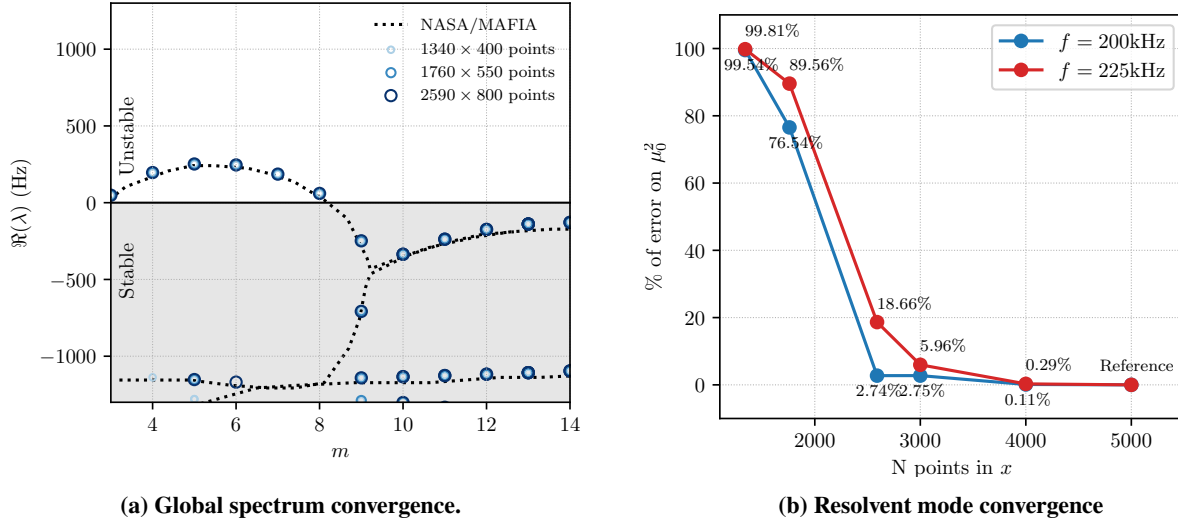 1000
500
0
−500
−1000
ℜ(λ) (Hz)
Unstable
Stable
NASA/MAFIA
1340 × 400 points
1760 × 550 points
2590 × 800 points
4 6 8 10 12 14
m
(a) Global spectrum convergence.
100
80
60
40
20
0
% of error on μ₀²
99.81%
99.54%
89.56%
76.54%
18.66%
5.96%
2.74%
2.75%
0.29%
0.11%
Reference
f = 200kHz
f = 225kHz
2000 3000 4000 5000
N points in x
(b) Resolvent mode convergence